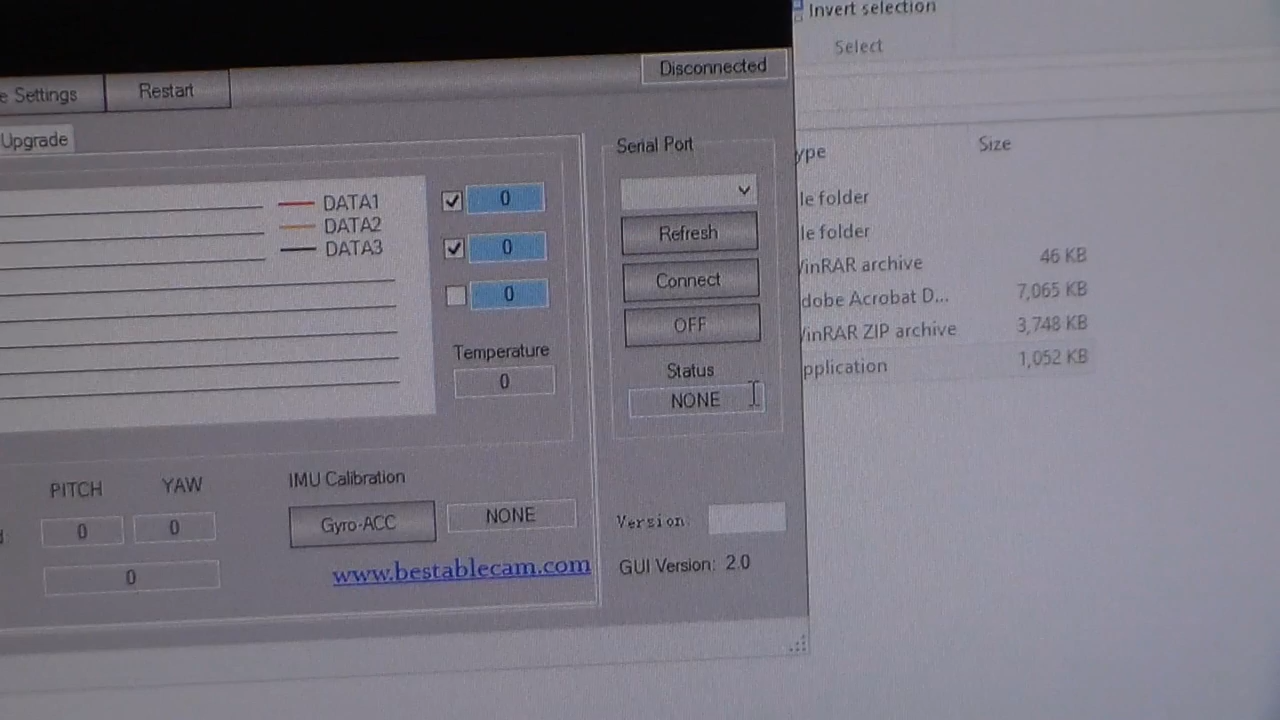 Invert selection
Select
Disconnected
e Settings
Restart
Upgrade
Serial Port
ype
Size
DATA1
0
le folder
DATA2
Refresh
le folder
DATA3
0
Connect
inRAR archive
46 KB
0
dobe Acrobat D...
7,065 KB
OFF
inRAR ZIP archive
3,748 KB
Temperature
Status
pplication
1,052 KB
0
NONE
PITCH
YAW
IMU Calibration
0
0
Gyro-ACC
NONE
Version:
0
www.bestablecam.com
GUI Version: 2.0